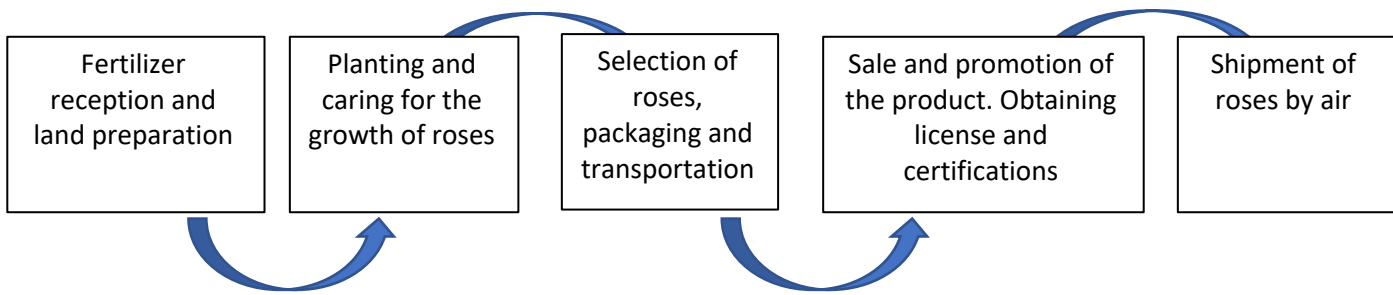 Fertilizer
reception and
land preparation
Planting and
caring for the
growth of roses
Selection of
roses,
packaging and
transportation
Sale and promotion of
the product. Obtaining
license and
certifications
Shipment of
roses by air